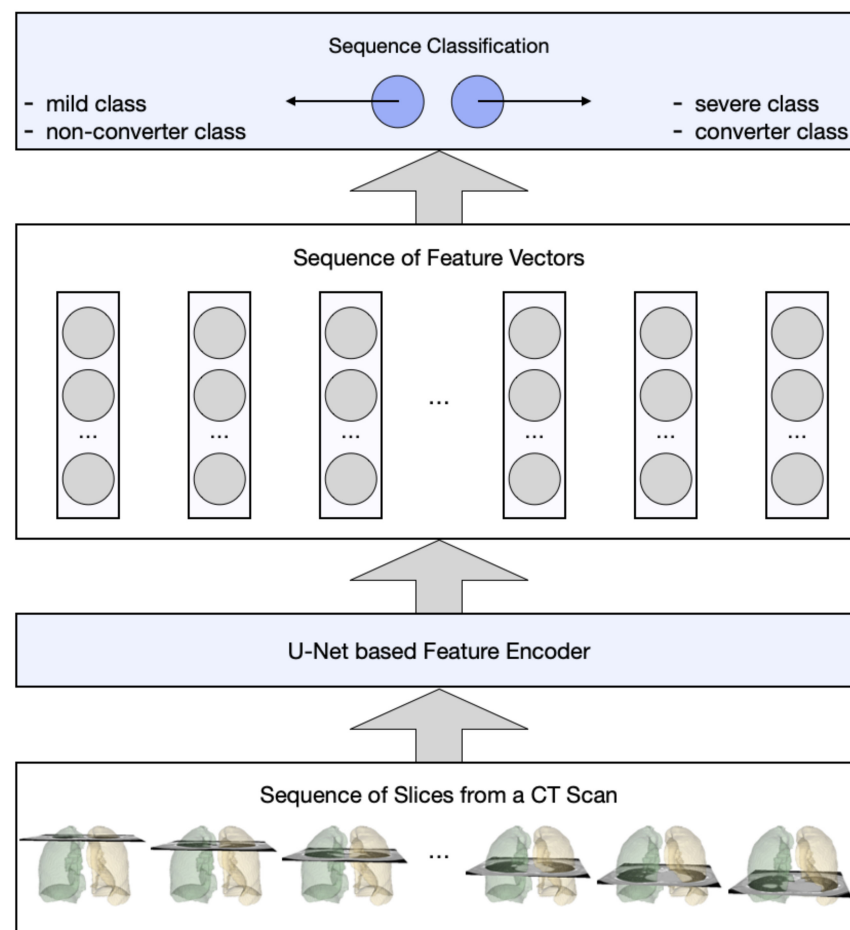 Sequence Classification
- mild class
- non-converter class
- severe class
- converter class
Sequence of Feature Vectors
...
... ... ... ... ... ...
U-Net based Feature Encoder
Sequence of Slices from a CT Scan
...